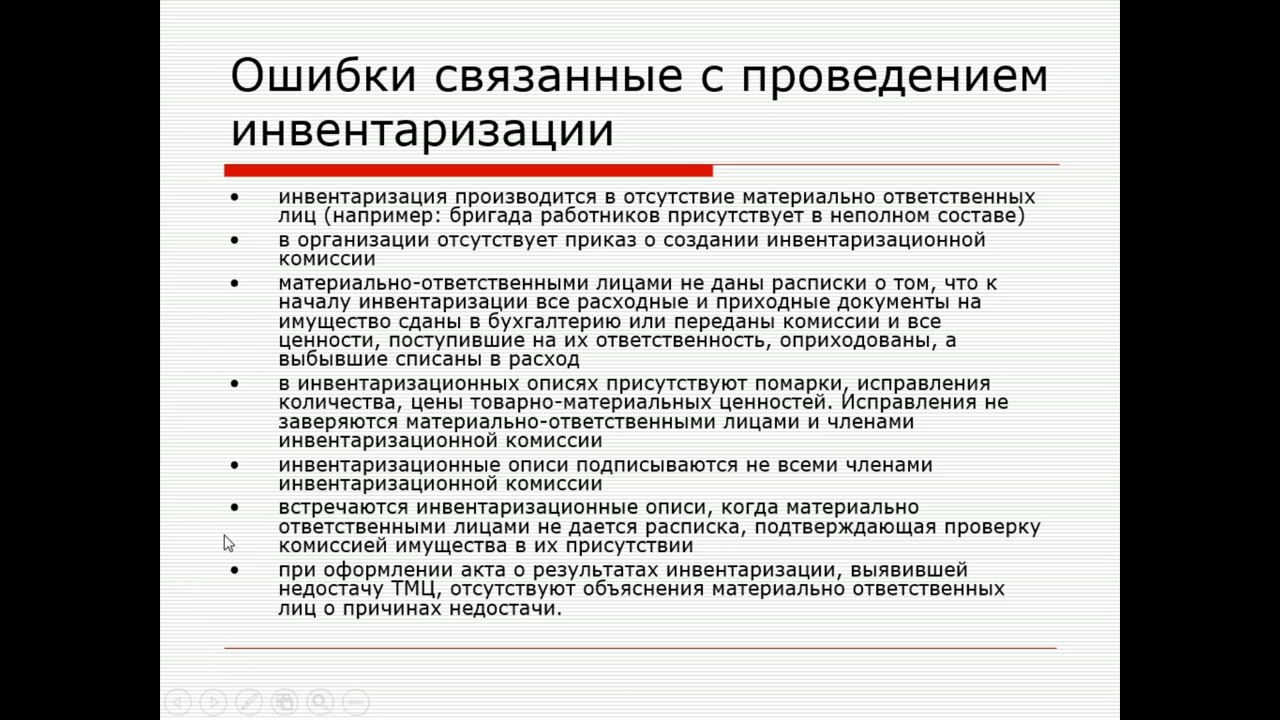 Ошибки связанные с проведением
инвентаризации
• инвентаризация производится в отсутствие материально ответственных
лиц (например: бригада работников присутствует в неполном составе)
• в организации отсутствует приказ о создании инвентаризационной
комиссии
• материально-ответственными лицами не даны расписки о том, что к
началу инвентаризации все расходные и приходные документы на
имущество сданы в бухгалтерию или переданы комиссии и все
ценности, поступившие на их ответственность, оприходованы, а
выбывшие списаны в расход
• в инвентаризационных описях присутствуют помарки, исправления
количества, цены товарно-материальных ценностей. Исправления не
заверяются материально-ответственными лицами и членами
инвентаризационной комиссии
• инвентаризационные описи подписываются не всеми членами
инвентаризационной комиссии
• встречаются инвентаризационные описи, когда материально
ответственными лицами не дается расписка, подтверждающая проверку
комиссией имущества в их присутствии
• при оформлении акта о результатах инвентаризации, выявившей
недостачу ТМЦ, отсутствуют объяснения материально ответственных
лиц о причинах недостачи.